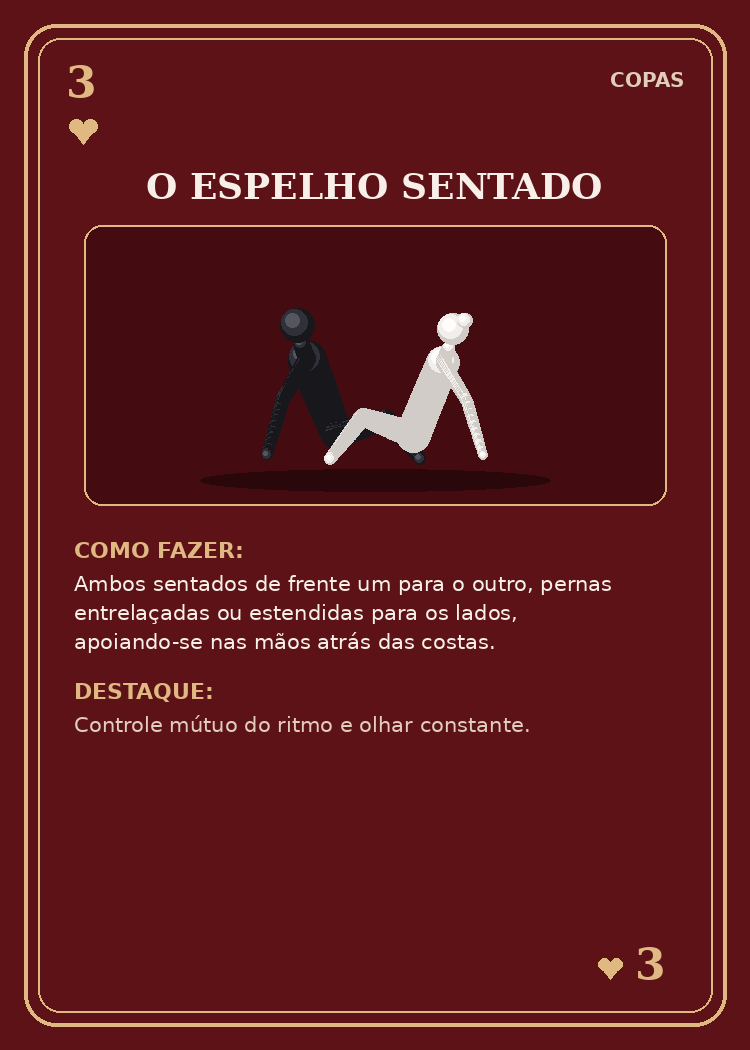 3
COPAS
O ESPELHO SENTADO
COMO FAZER:
Ambos sentados de frente um para o outro, pernas
entrelaçadas ou estendidas para os lados,
apoiando-se nas mãos atrás das costas.
DESTAQUE:
Controle mútuo do ritmo e olhar constante.
3